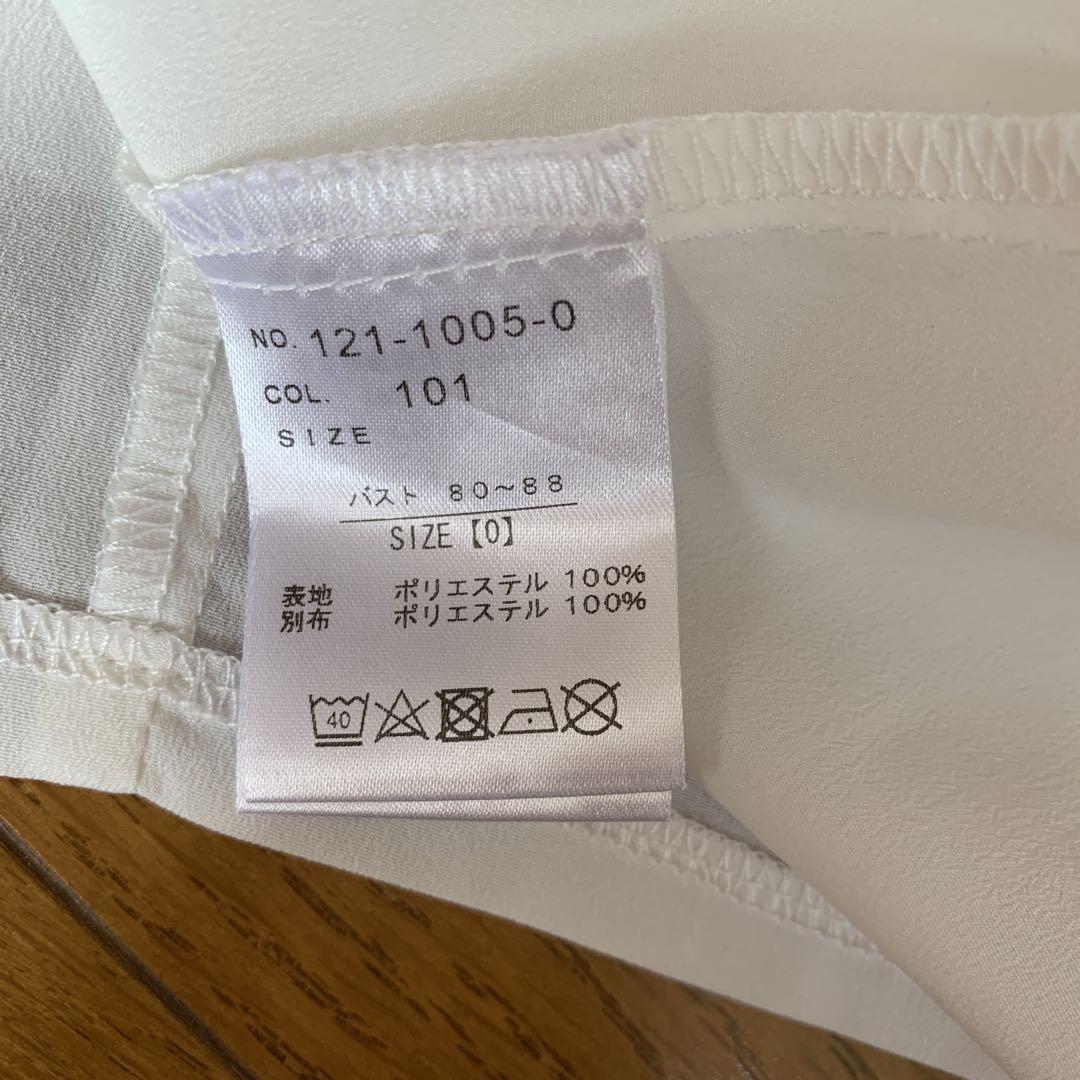 NO. 121-1005-0
COL. 101
SIZE
バスト 80～88
SIZE【0】
表地 ポリエステル 100%
別布 ポリエステル 100%
40